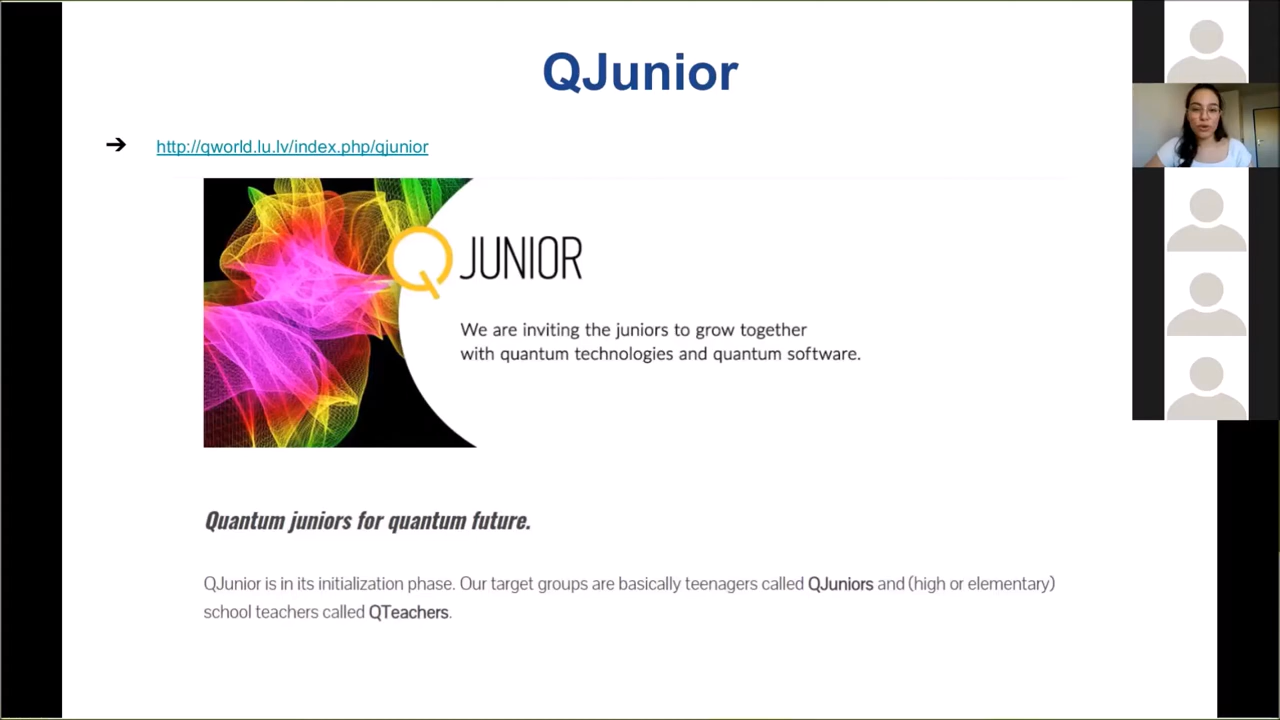 QJunior
➔ http://qworld.lu.lv/index.php/qjunior
Q JUNIOR
We are inviting the juniors to grow together
with quantum technologies and quantum software.
Quantum juniors for quantum future.
QJunior is in its initialization phase. Our target groups are basically teenagers called QJuniors and (high or elementary)
school teachers called QTeachers.